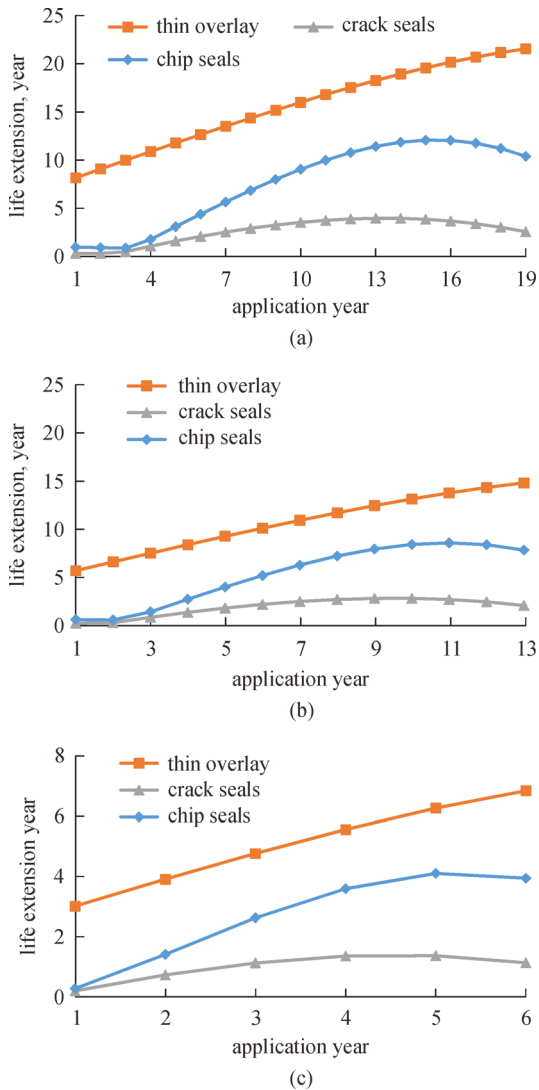 thin overlay
crack seals
chip seals
25
20
15
10
5
0
life extension, year
1 4 7 10 13 16 19
application year
(a)
thin overlay
crack seals
chip seals
25
20
15
10
5
0
life extension, year
1 3 5 7 9 11 13
application year
(b)
thin overlay
crack seals
chip seals
8
6
4
2
0
life extension year
1 2 3 4 5 6
application year
(c)